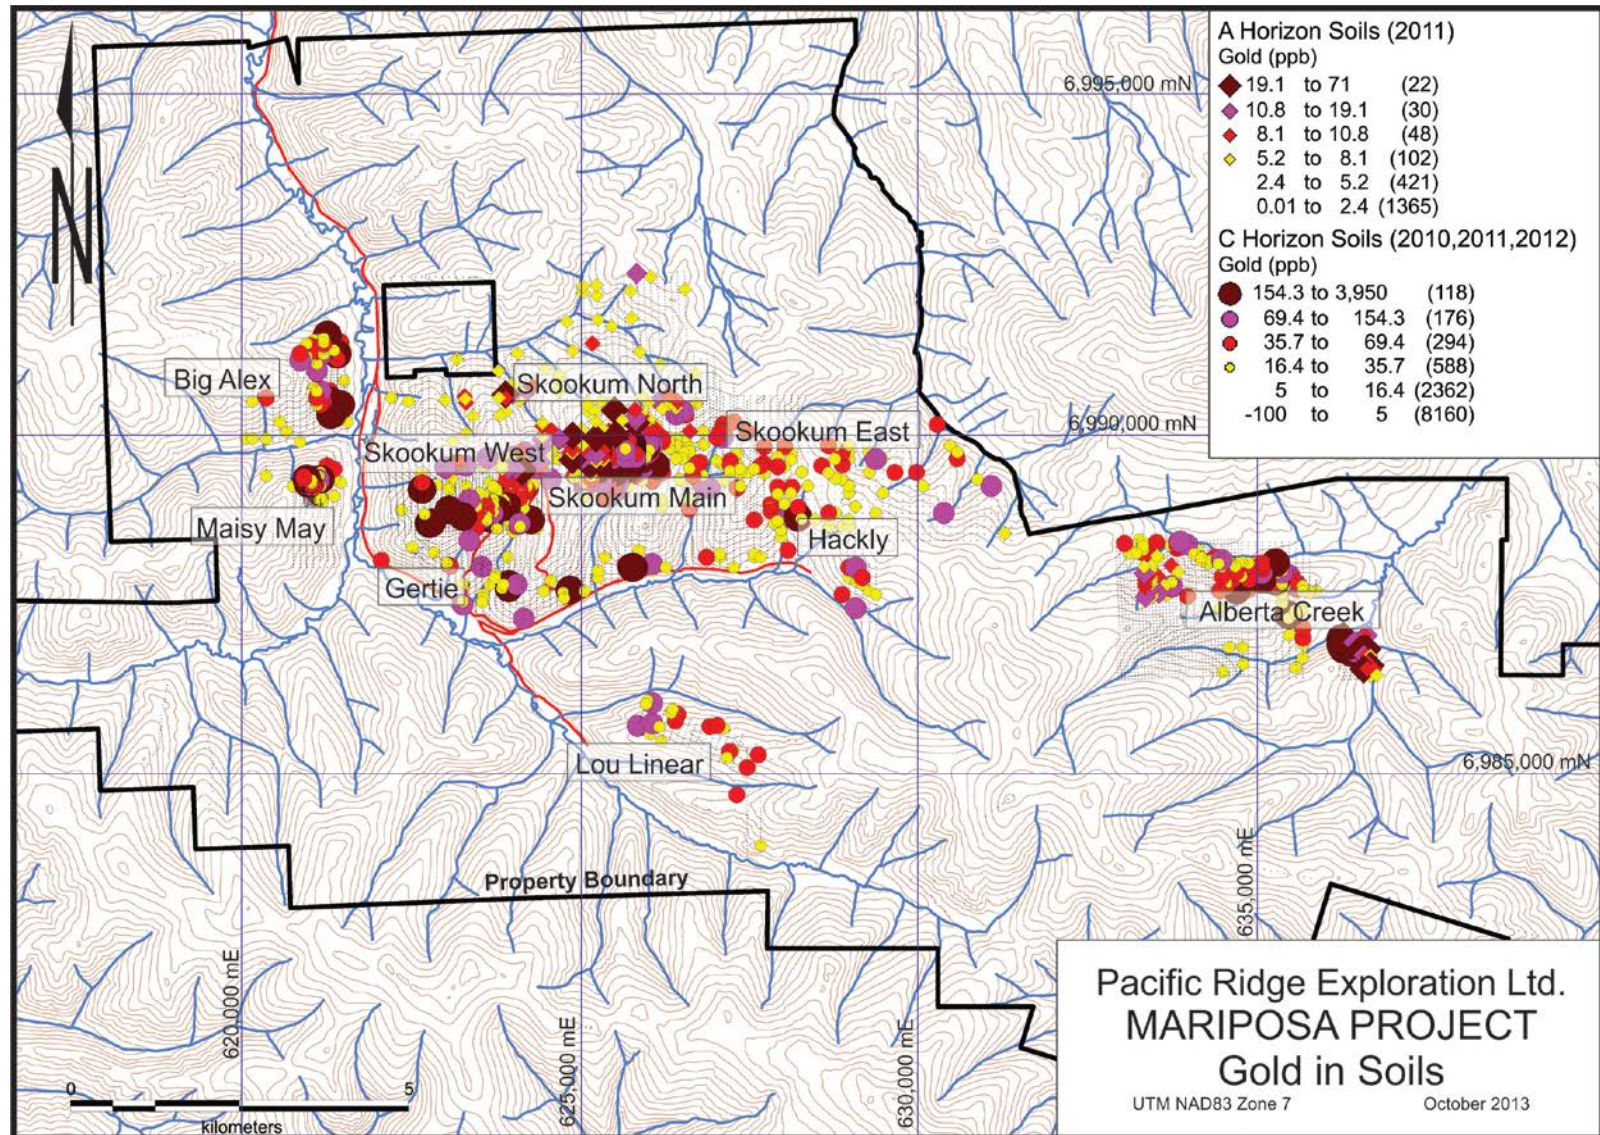 A Horizon Soils (2011)
Gold (ppb)
19.1 to 71 (22)
10.8 to 19.1 (30)
8.1 to 10.8 (48)
5.2 to 8.1 (102)
2.4 to 5.2 (421)
0.01 to 2.4 (1365)
C Horizon Soils (2010,2011,2012)
Gold (ppb)
154.3 to 3,950 (118)
69.4 to 154.3 (176)
35.7 to 69.4 (294)
16.4 to 35.7 (588)
5 to 16.4 (2362)
-100 to 5 (8160)
6,995,000 mN
N
Big Alex
Skookum North
6,990,000 mN
Skookum East
Skookum West
Skookum Main
Maisy May
Hackly
Gertie
Alberta Creek
Lou Linear
6,985,000 mN
Property Boundary
620,000 mE
625,000 mE
630,000 mE
635,000 mE
0 5
kilometers
Pacific Ridge Exploration Ltd.
MARIPOSA PROJECT
Gold in Soils
UTM NAD83 Zone 7 October 2013